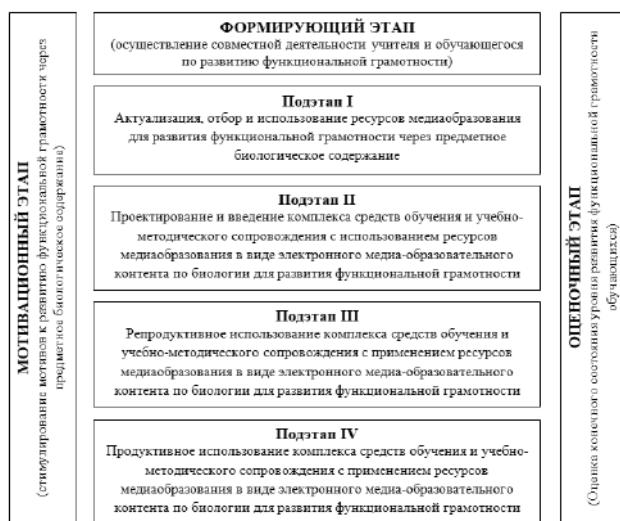 МОТИВАЦИОННЫЙ ЭТАП
(стимулирование мотивов к развитию функциональной грамотности через
предметное биологическое содержание)
ФОРМИРУЮЩИЙ ЭТАП
(осуществление совместной деятельности учителя и обучающегося
по развитию функциональной грамотности)
Подэтап I
Актуализация, отбор и использование ресурсов медиаобразования
для развития функциональной грамотности через предметное
биологическое содержание
Подэтап II
Проектирование и введение комплекса средств обучения и учебно-
методического сопровождения с использованием ресурсов
медиаобразования в виде электронного медиа-образовательного
контента по биологии для развития функциональной грамотности
Подэтап III
Репродуктивное использование комплекса средств обучения и
учебно-методического сопровождения с применением ресурсов
медиаобразования в виде электронного медиа-образовательного
контента по биологии для развития функциональной грамотности
Подэтап IV
Продуктивное использование комплекса средств обучения и учебно-
методического сопровождения с применением ресурсов
медиаобразования в виде электронного медиа-образовательного
контента по биологии для развития функциональной грамотности
ОЦЕНОЧНЫЙ ЭТАП
(Оценка конечного состояния уровня развития функциональной грамотности
обучающихся)